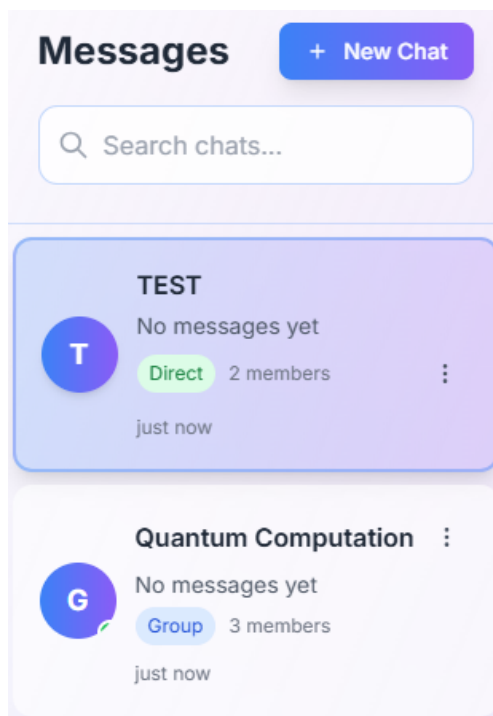 Messages
+ New Chat
Search chats...
TEST
No messages yet
T
Direct 2 members
just now
Quantum Computation
No messages yet
G
Group 3 members
just now